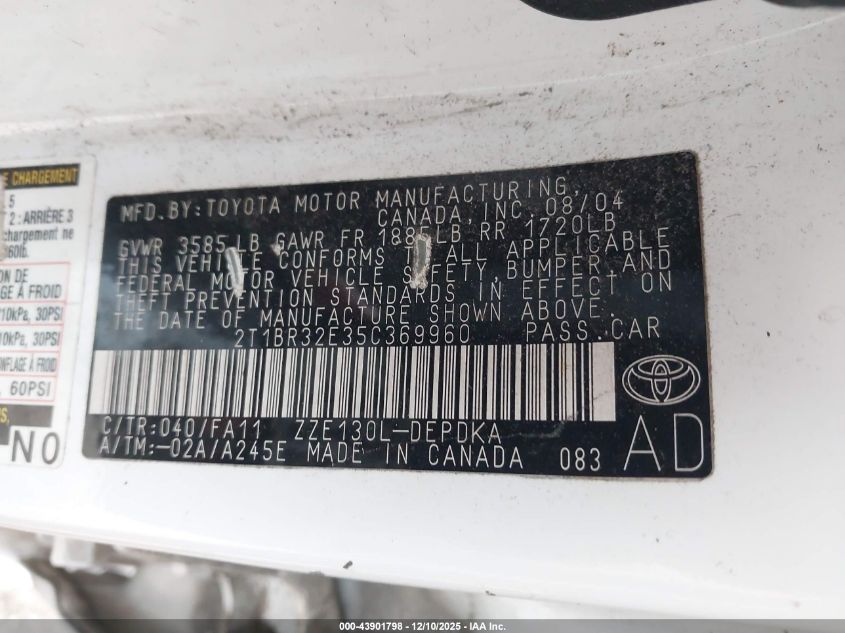 E CHARGEMENT
5
T 2 : ARRIÈRE 3
chargement ne
60lb.
ON DE
AGE À FROID
10kPa, 30PSI
10kPa, 30PSI
ONFLAGE À FROID
, 60PSI
S,
NO
MFD. BY: TOYOTA MOTOR MANUFACTURING,
CANADA, INC. 08/04
GVWR 3585 LB GAWR FR 1885LB RR 1720LB
THIS VEHICLE CONFORMS TO ALL APPLICABLE
FEDERAL MOTOR VEHICLE SAFETY, BUMPER AND
THEFT PREVENTION STANDARDS IN EFFECT ON
THE DATE OF MANUFACTURE SHOWN ABOVE.
2T1BR32E35C369960 PASS.CAR
C/TR:040/FA11 ZZE130L-DEPDKA
A/TM:-02A/A245E MADE IN CANADA 083
AD
000-43901798 - 12/10/2025 - IAA Inc.